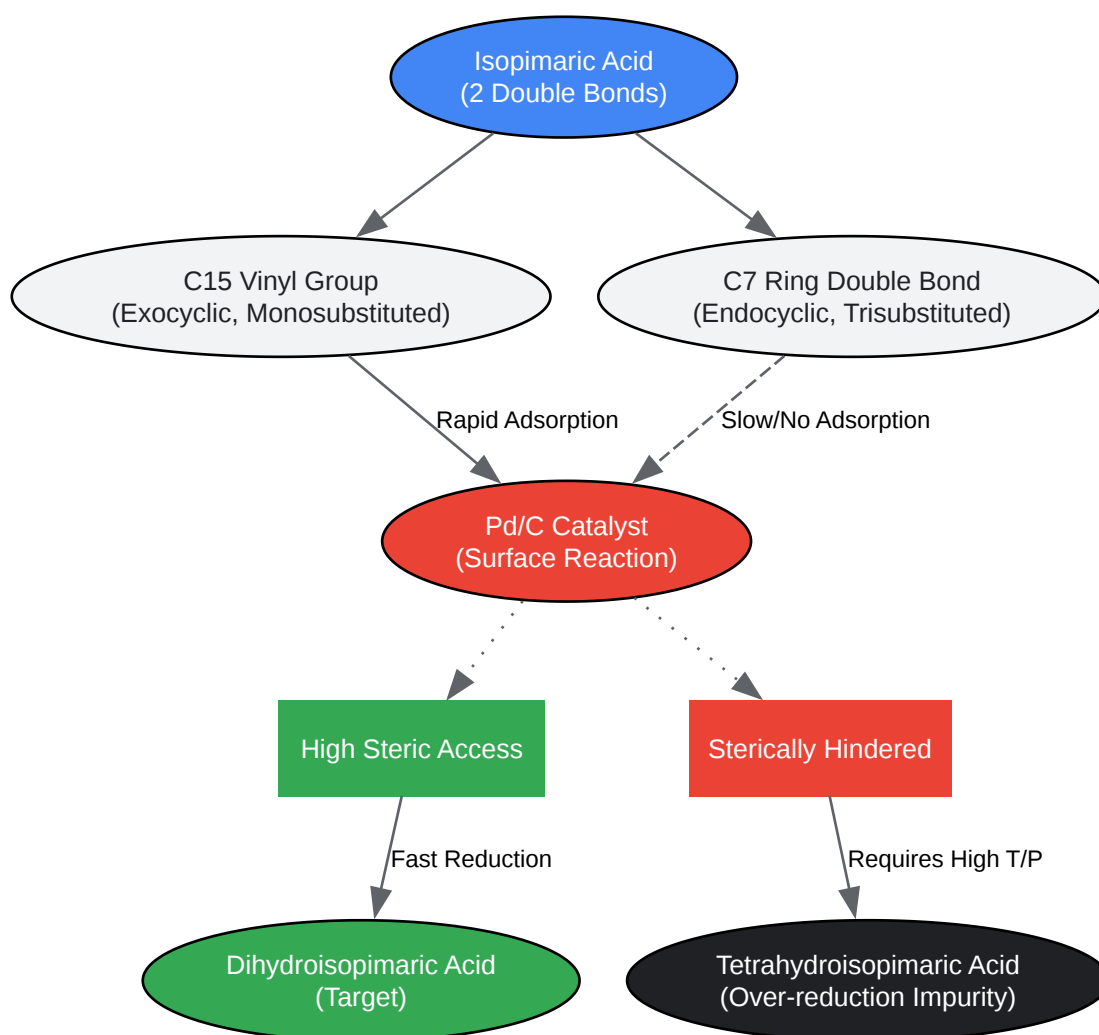 Isopimaric Acid
(2 Double Bonds)
C15 Vinyl Group
(Exocyclic, Monosubstituted)
C7 Ring Double Bond
(Endocyclic, Trisubstituted)
Rapid Adsorption
Slow/No Adsorption
Pd/C Catalyst
(Surface Reaction)
High Steric Access
Sterically Hindered
Fast Reduction
Requires High T/P
Dihydroisopimaric Acid
(Target)
Tetrahydroisopimaric Acid
(Over-reduction Impurity)